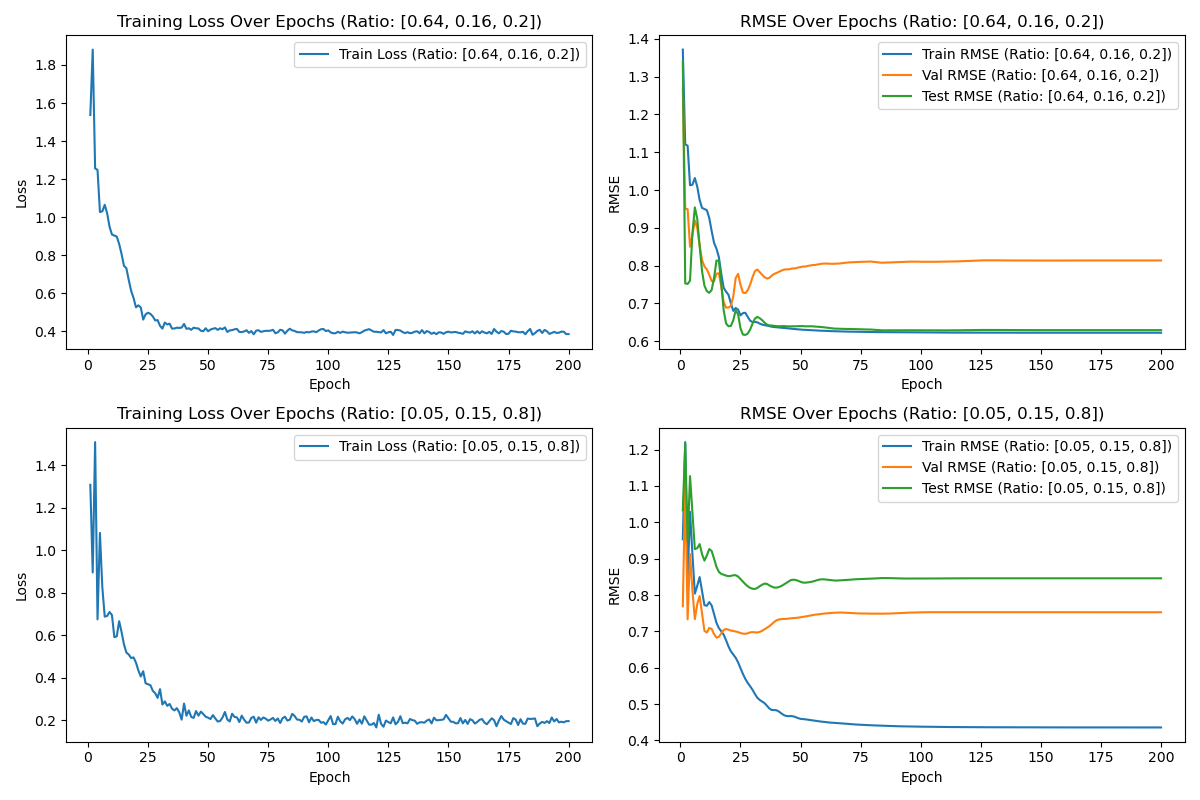 Training Loss Over Epochs (Ratio: [0.64, 0.16, 0.2])
Train Loss (Ratio: [0.64, 0.16, 0.2])
Loss
1.8
1.6
1.4
1.2
1.0
0.8
0.6
0.4
0 25 50 75 100 125 150 175 200
Epoch
RMSE Over Epochs (Ratio: [0.64, 0.16, 0.2])
Train RMSE (Ratio: [0.64, 0.16, 0.2])
Val RMSE (Ratio: [0.64, 0.16, 0.2])
Test RMSE (Ratio: [0.64, 0.16, 0.2])
RMSE
1.4
1.3
1.2
1.1
1.0
0.9
0.8
0.7
0.6
0 25 50 75 100 125 150 175 200
Epoch
Training Loss Over Epochs (Ratio: [0.05, 0.15, 0.8])
Train Loss (Ratio: [0.05, 0.15, 0.8])
Loss
1.4
1.2
1.0
0.8
0.6
0.4
0.2
0 25 50 75 100 125 150 175 200
Epoch
RMSE Over Epochs (Ratio: [0.05, 0.15, 0.8])
Train RMSE (Ratio: [0.05, 0.15, 0.8])
Val RMSE (Ratio: [0.05, 0.15, 0.8])
Test RMSE (Ratio: [0.05, 0.15, 0.8])
RMSE
1.2
1.1
1.0
0.9
0.8
0.7
0.6
0.5
0.4
0 25 50 75 100 125 150 175 200
Epoch